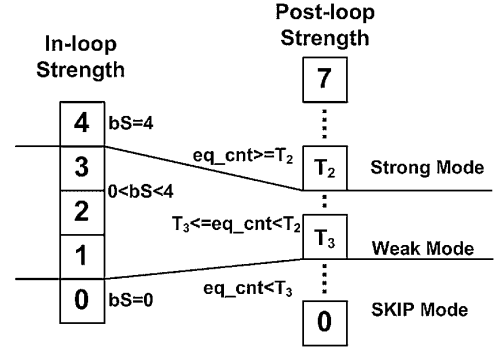 In-loop
Strength
4
3
2
1
0
bS=4
0<bS<4
bS=0
eq_cnt>=T2
T3<=eq_cnt<T2
eq_cnt<T3
Post-loop
Strength
7
T2
T3
0
Strong Mode
Weak Mode
SKIP Mode